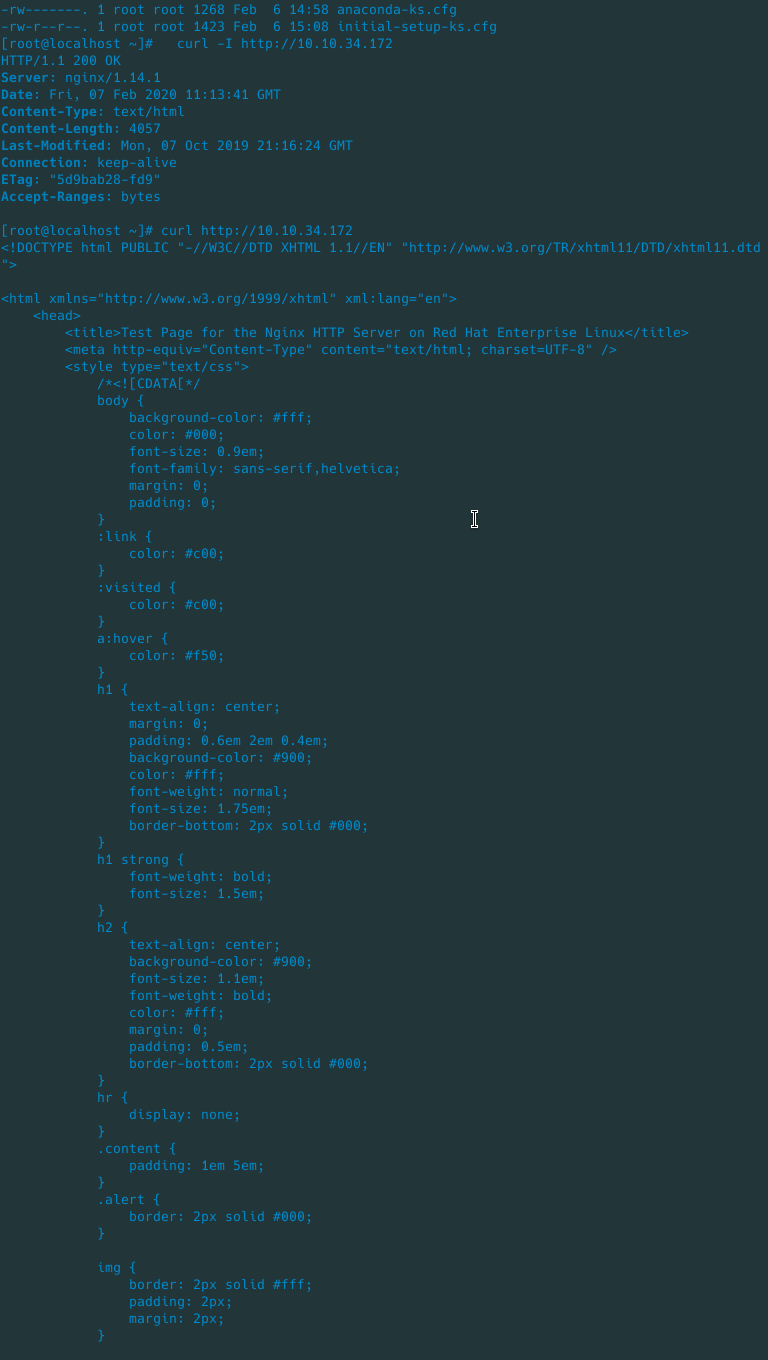 -rw-------. 1 root root 1268 Feb  6 14:58 anaconda-ks.cfg
-rw-r--r--. 1 root root 1423 Feb  6 15:08 initial-setup-ks.cfg
[root@localhost ~]#   curl -I http://10.10.34.172
HTTP/1.1 200 OK
Server: nginx/1.14.1
Date: Fri, 07 Feb 2020 11:13:41 GMT
Content-Type: text/html
Content-Length: 4057
Last-Modified: Mon, 07 Oct 2019 21:16:24 GMT
Connection: keep-alive
ETag: "5d9bab28-fd9"
Accept-Ranges: bytes

[root@localhost ~]# curl http://10.10.34.172
<!DOCTYPE html PUBLIC "-//W3C//DTD XHTML 1.1//EN" "http://www.w3.org/TR/xhtml11/DTD/xhtml11.dtd
">

<html xmlns="http://www.w3.org/1999/xhtml" xml:lang="en">
    <head>
        <title>Test Page for the Nginx HTTP Server on Red Hat Enterprise Linux</title>
        <meta http-equiv="Content-Type" content="text/html; charset=UTF-8" />
        <style type="text/css">
            /*<![CDATA[*/
            body {
                background-color: #fff;
                color: #000;
                font-size: 0.9em;
                font-family: sans-serif,helvetica;
                margin: 0;
                padding: 0;
            }
            :link {
                color: #c00;
            }
            :visited {
                color: #c00;
            }
            a:hover {
                color: #f50;
            }
            h1 {
                text-align: center;
                margin: 0;
                padding: 0.6em 2em 0.4em;
                background-color: #900;
                color: #fff;
                font-weight: normal;
                font-size: 1.75em;
                border-bottom: 2px solid #000;
            }
            h1 strong {
                font-weight: bold;
                font-size: 1.5em;
            }
            h2 {
                text-align: center;
                background-color: #900;
                font-size: 1.1em;
                font-weight: bold;
                color: #fff;
                margin: 0;
                padding: 0.5em;
                border-bottom: 2px solid #000;
            }
            hr {
                display: none;
            }
            .content {
                padding: 1em 5em;
            }
            .alert {
                border: 2px solid #000;
            }

            img {
                border: 2px solid #fff;
                padding: 2px;
                margin: 2px;
            }